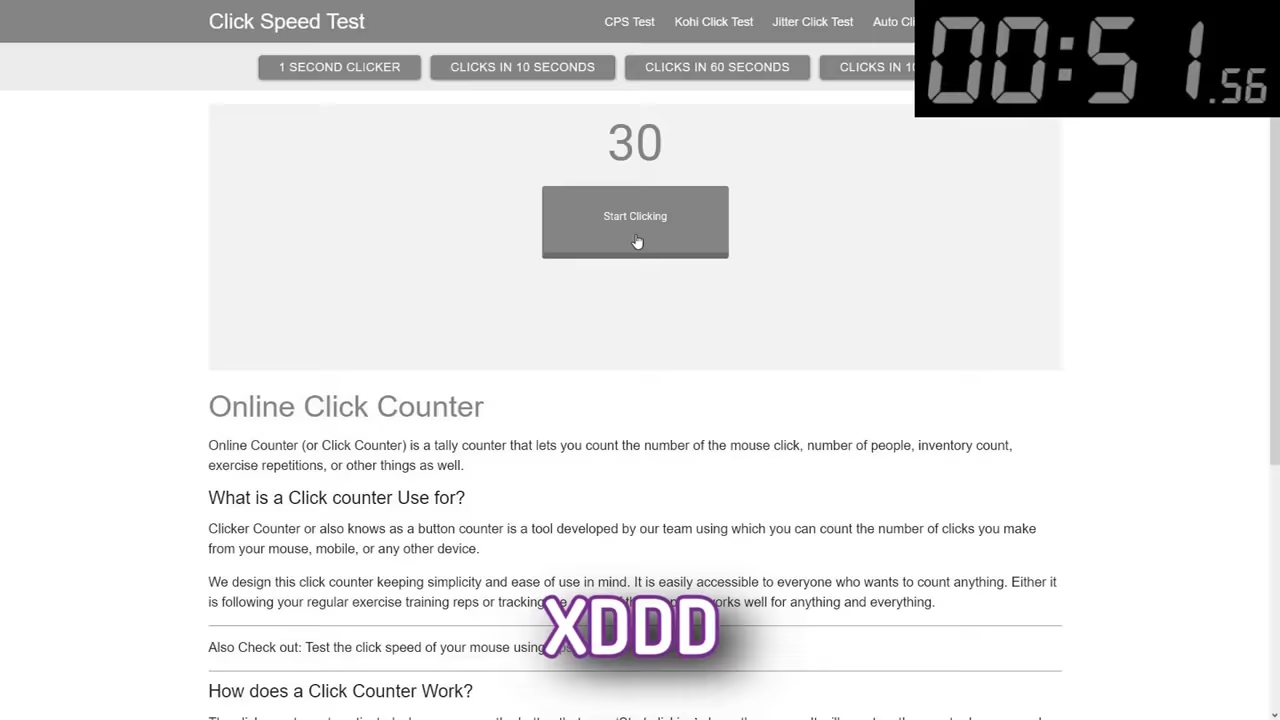 Click Speed Test
CPS Test Kohi Click Test Jitter Click Test Auto
00:51.56
1 SECOND CLICKER CLICKS IN 10 SECONDS CLICKS IN 60 SECONDS CLICKS IN
30
Start Clicking
Online Click Counter
Online Counter (or Click Counter) is a tally counter that lets you count the number of the mouse click, number of people, inventory count,
exercise repetitions, or other things as well.
What is a Click counter Use for?
Clicker Counter or also knows as a button counter is a tool developed by our team using which you can count the number of clicks you make
from your mouse, mobile, or any other device.
We design this click counter keeping simplicity and ease of use in mind. It is easily accessible to everyone who wants to count anything. Either it
is following your regular exercise training reps or tracking works well for anything and everything.
XDDD
Also Check out: Test the click speed of your mouse using
How does a Click Counter Work?